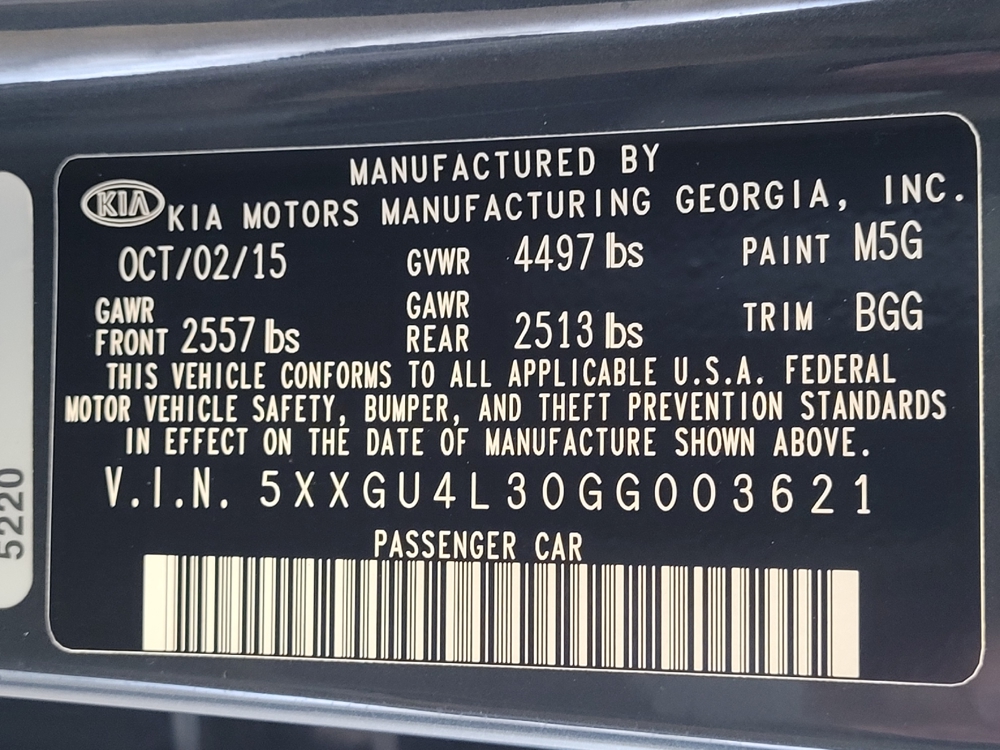 MANUFACTURED BY
KIA KIA MOTORS MANUFACTURING GEORGIA, INC.
OCT/02/15 GVWR 4497 lbs PAINT M5G
GAWR FRONT 2557 lbs GAWR REAR 2513 lbs TRIM BGG
THIS VEHICLE CONFORMS TO ALL APPLICABLE U.S.A. FEDERAL
MOTOR VEHICLE SAFETY, BUMPER, AND THEFT PREVENTION STANDARDS
IN EFFECT ON THE DATE OF MANUFACTURE SHOWN ABOVE.
V.I.N. 5XXGU4L30GG003621
PASSENGER CAR
5220